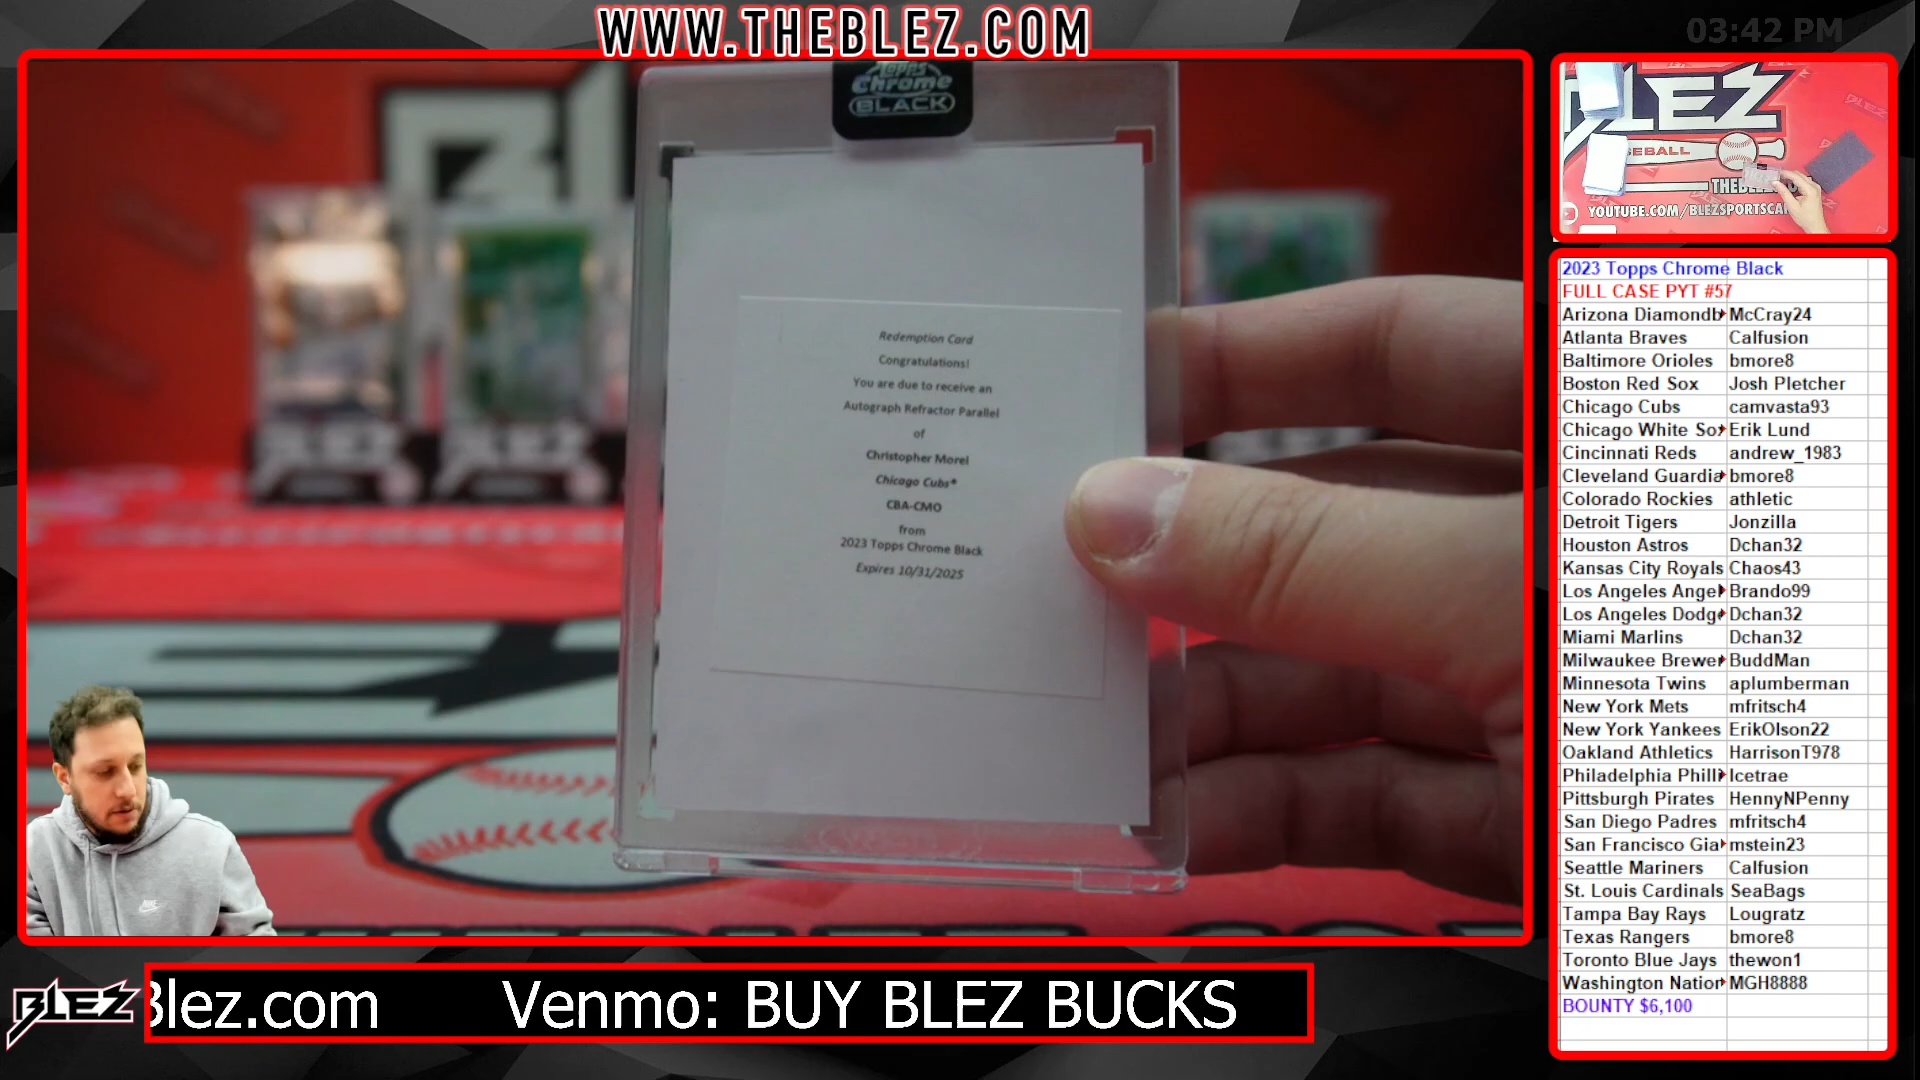 WWW.THEBLEZ.COM
03:42 PM
Topps
Chrome
BLACK
Redemption Card
Congratulations!
You are due to receive an
Autograph Refractor Parallel
of
Christopher Morel
Chicago Cubs*
CBA-CMO
from
2023 Topps Chrome Black
Expires 10/31/2025
BLEZ
BLEZ
BLEZ
EBALL
YOUTUBE.COM/BLEZSPORTSCA
2023 Topps Chrome Black
FULL CASE PYT #57
Arizona Diamondb McCray24
Atlanta Braves Calfusion
Baltimore Orioles bmore8
Boston Red Sox Josh Pletcher
Chicago Cubs camvasta93
Chicago White Sox Erik Lund
Cincinnati Reds andrew_1983
Cleveland Guardia bmore8
Colorado Rockies athletic
Detroit Tigers Jonzilla
Houston Astros Dchan32
Kansas City Royals Chaos43
Los Angeles Angel Brando99
Los Angeles Dodg Dchan32
Miami Marlins Dchan32
Milwaukee Brewer BuddMan
Minnesota Twins aplumberman
New York Mets mfritsch4
New York Yankees ErikOlson22
Oakland Athletics HarrisonT978
Philadelphia Philli Icetrae
Pittsburgh Pirates HennyNPenny
San Diego Padres mfritsch4
San Francisco Gia mstein23
Seattle Mariners Calfusion
St. Louis Cardinals SeaBags
Tampa Bay Rays Lougratz
Texas Rangers bmore8
Toronto Blue Jays thewon1
Washington Nation MGH8888
BOUNTY $6,100
BLEZ
Blez.com Venmo: BUY BLEZ BUCKS